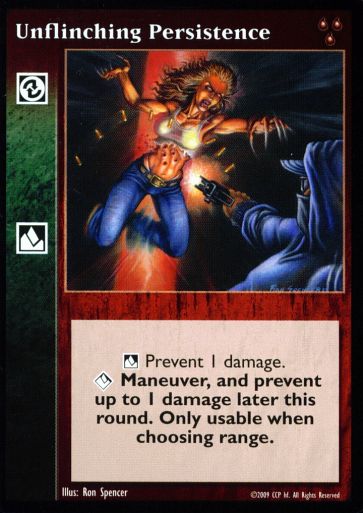 Unflinching Persistence
Prevent 1 damage.
Maneuver, and prevent
up to 1 damage later this
round. Only usable when
choosing range.
Illus: Ron Spencer
©2009 CCP hf. All Rights Reserved